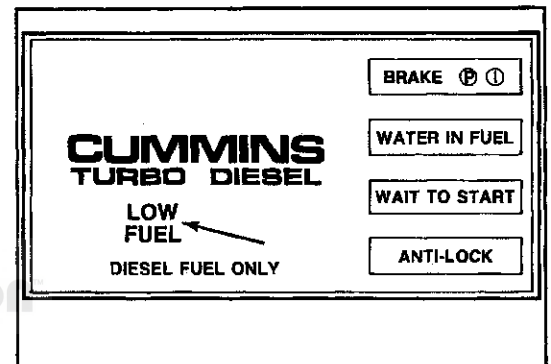 BRAKE Ⓟ ⓘ
WATER IN FUEL
CUMMINS
TURBO DIESEL
WAIT TO START
LOW
FUEL
ANTI-LOCK
DIESEL FUEL ONLY